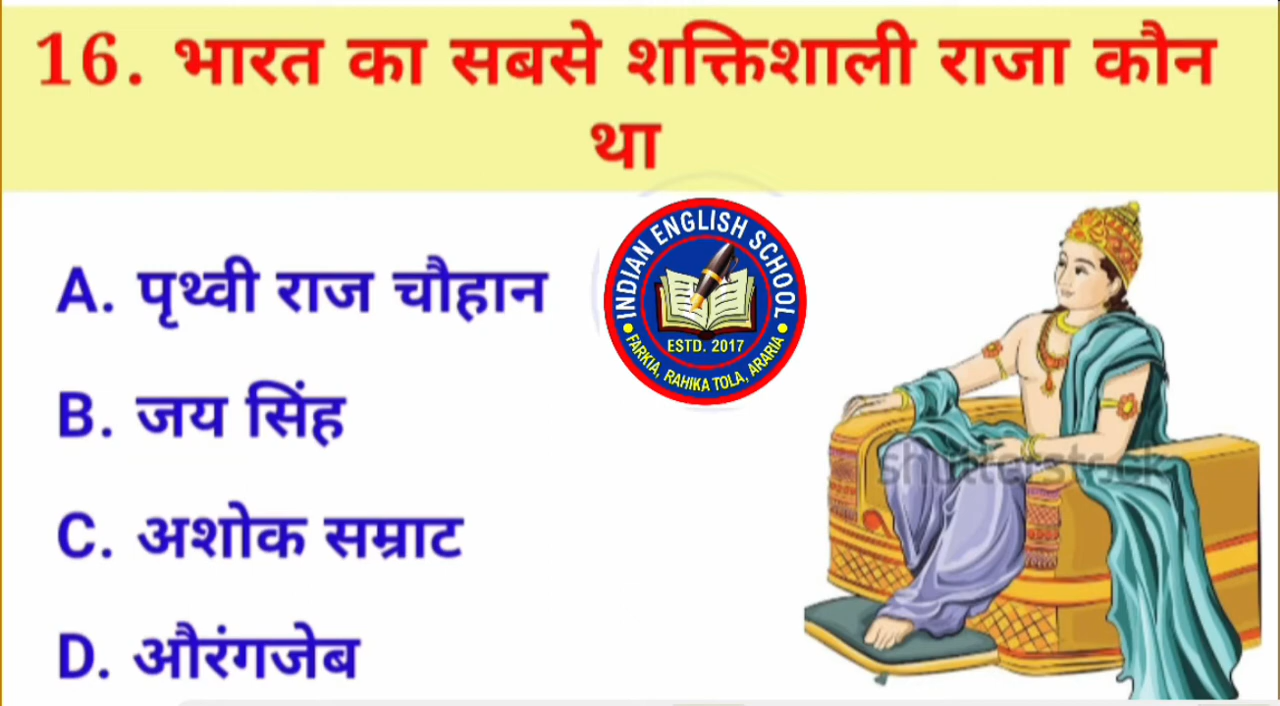 16. भारत का सबसे शक्तिशाली राजा कौन
था
INDIAN ENGLISH SCHOOL
ESTD. 2017
FARKIA, RAHIKA TOLA, ARARIA
A. पृथ्वी राज चौहान
B. जय सिंह
C. अशोक सम्राट
shutterstock
D. औरंगजेब